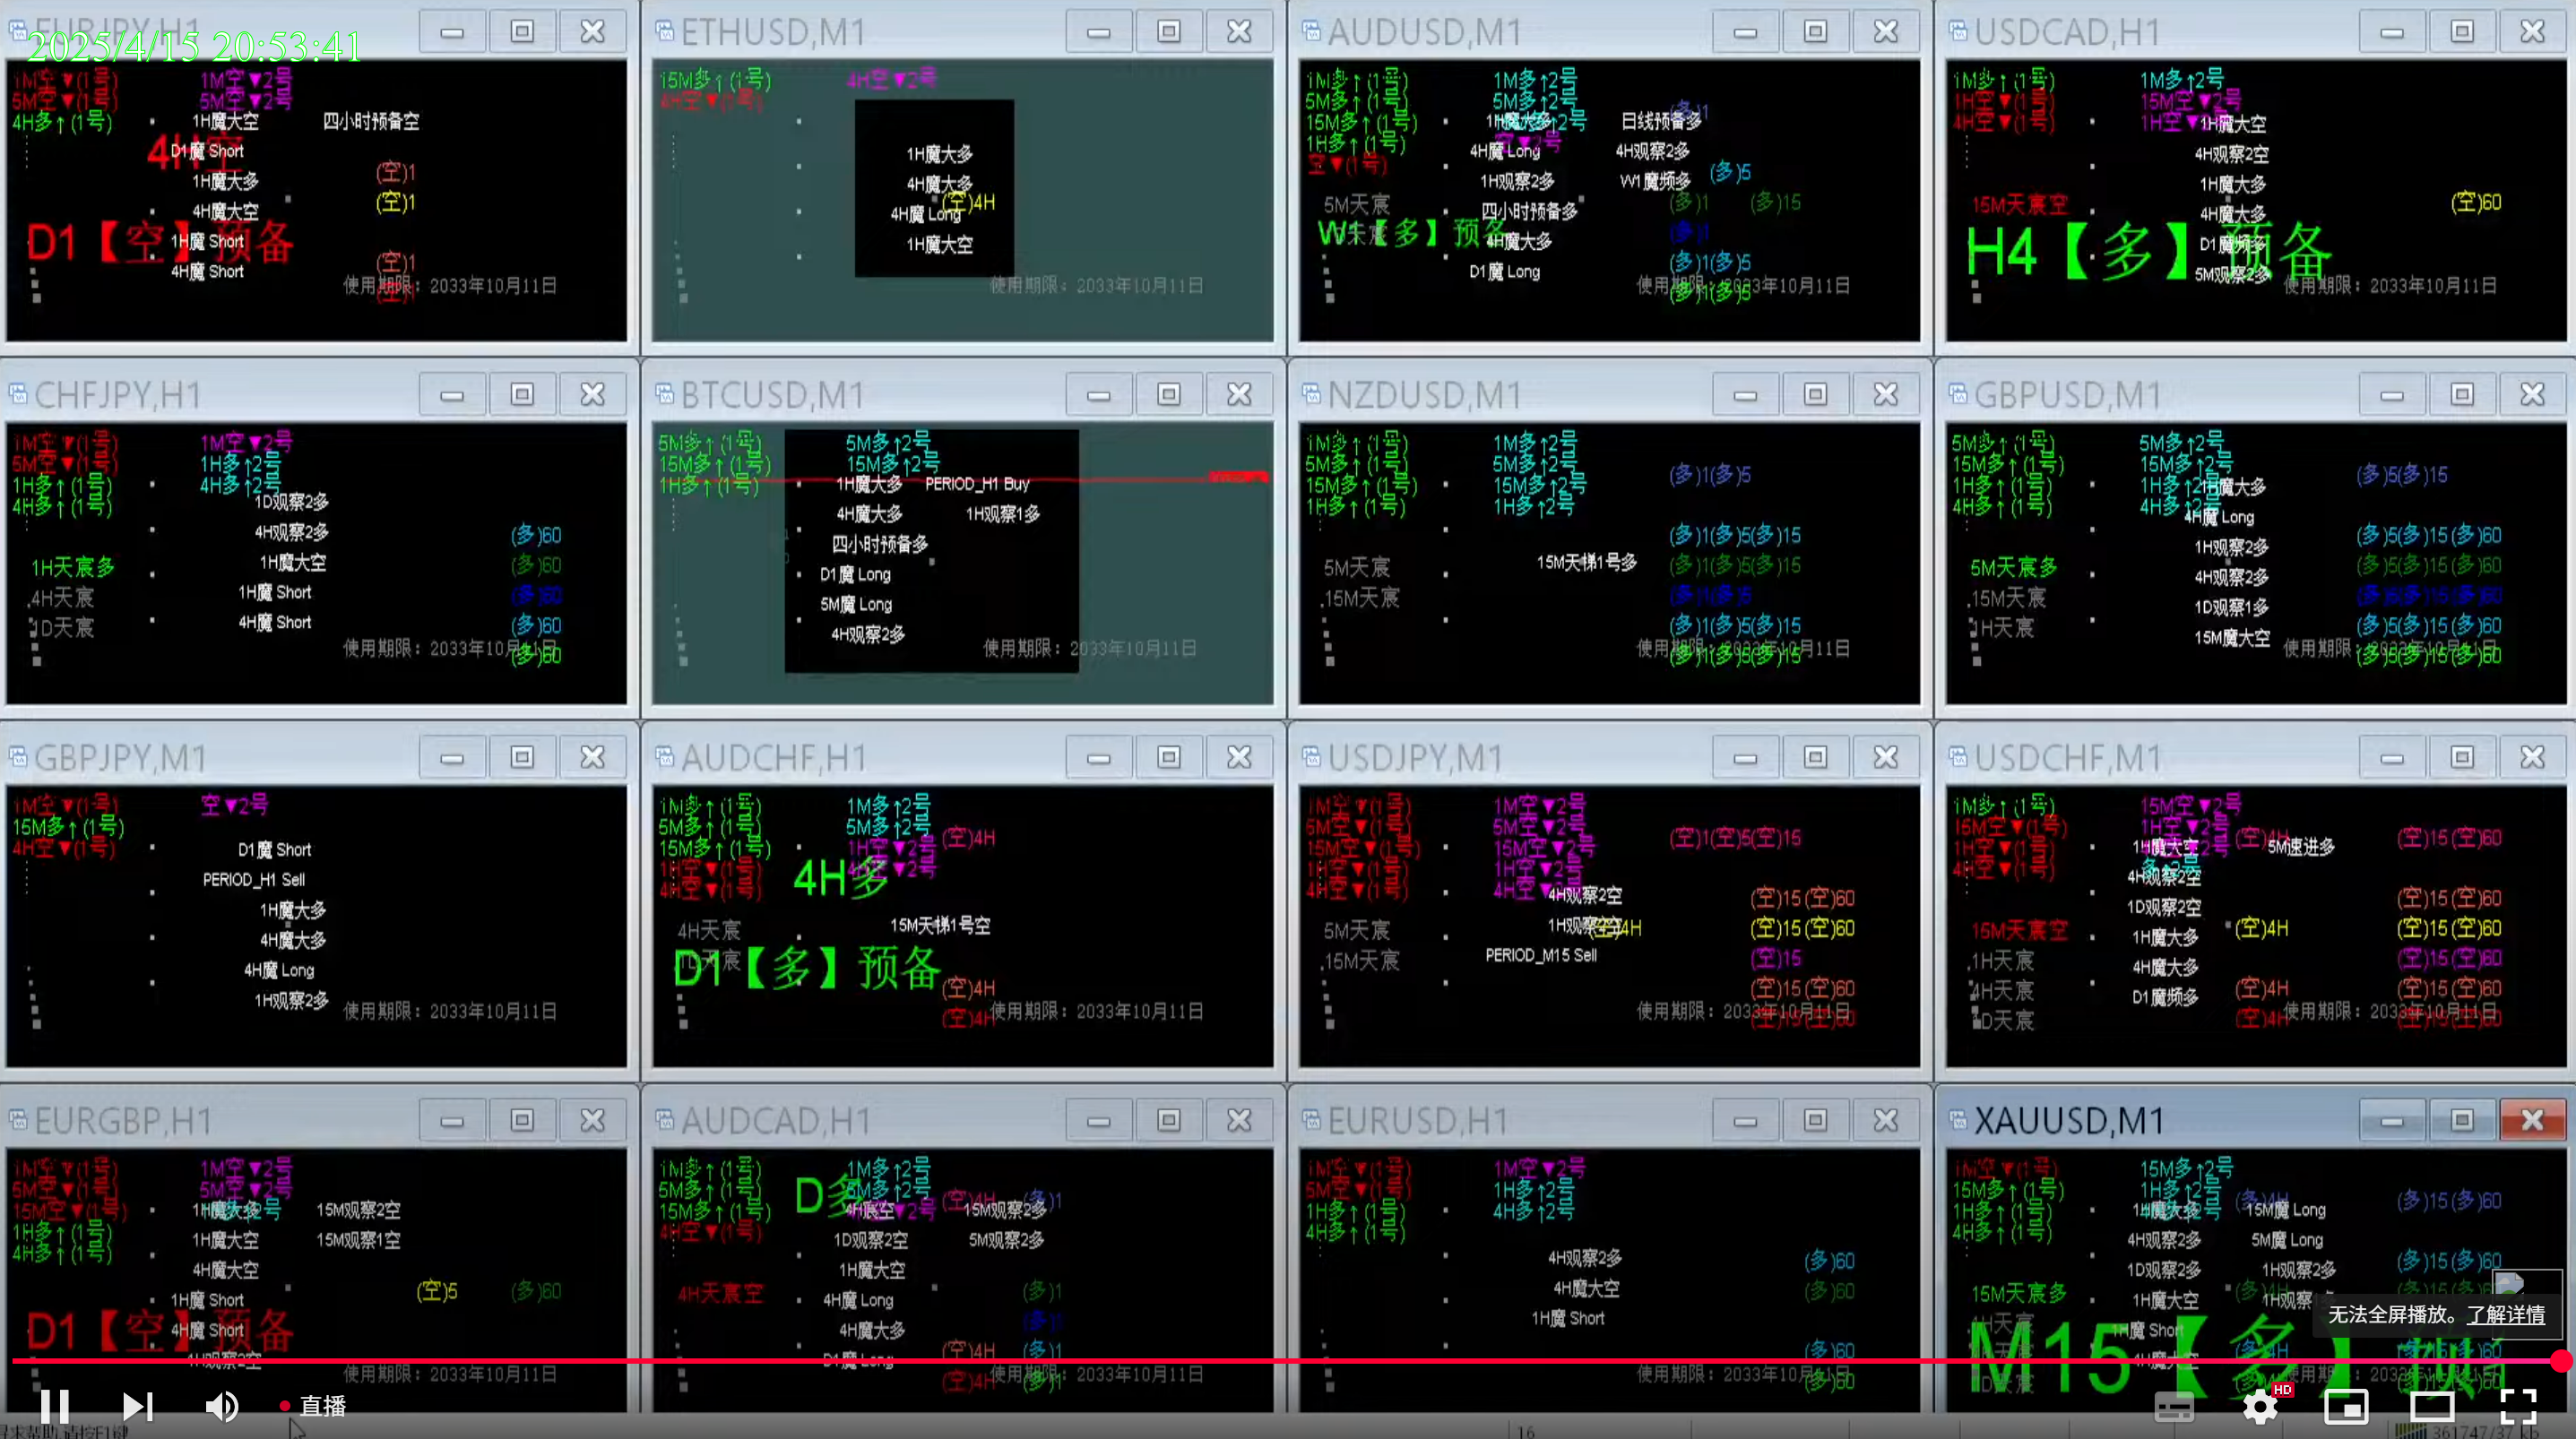 EURJPY,H1
2025/4/15 20:53:41
1M空▼(1号) 1M空▼2号
5M空▼(1号) 5M空▼2号
4H多↑(1号) 1H魔大空 四小时预备空
4H空
D1魔 Short
1H魔大多 (空)1
4H魔大空 (空)1
D1【空】预备
1H魔 Short
4H魔 Short (空)1
使用期限：2033年10月11日
ETHUSD,M1
15M多↑(1号) 4H空▼2号
4H空▼(1号)
1H魔大多
4H魔大多
(空)4H
4H魔 Long
1H魔大空
使用期限：2033年10月11日
AUDUSD,M1
1M多↑(1号) 1M多↑2号
5M多↑(1号) 5M多↑2号
15M多↑(1号) 日线预备多
1H多↑(1号) 4H魔 Long 4H观察2多
空▼(1号)
1H观察2多 W1魔频多 (多)5
5M天宸 四小时预备多 (多)1 (多)15
W1【多】预备
4H魔大多
D1魔 Long (多)1(多)5
使用期限：2033年10月11日
USDCAD,H1
1M多↑(1号) 1M多↑2号
1H空▼(1号) 15M空▼2号
4H空▼(1号) 1H空▼2号
1H魔大空
4H观察2空
1H魔大多
15M天宸空 4H魔大多 (空)60
H4【多】预备
D1魔频多
5M观察2多
使用期限：2033年10月11日
CHFJPY,H1
1M空▼(1号) 1M空▼2号
5M空▼(1号) 1H多↑2号
1H多↑(1号) 4H多↑2号
4H多↑(1号) 1D观察2多
4H观察2多 (多)60
1H天宸多 1H魔大空 (多)60
4H天宸 1H魔 Short (多)60
1D天宸 4H魔 Short (多)60
(多)60
使用期限：2033年10月11日
BTCUSD,M1
5M多↑(1号) 5M多↑2号
15M多↑(1号) 15M多↑2号
1H多↑(1号) 1H魔大多 PERIOD_H1 Buy
4H魔大多 1H观察1多
四小时预备多
D1魔 Long
5M魔 Long
4H观察2多
使用期限：2033年10月11日
NZDUSD,M1
1M多↑(1号) 1M多↑2号
5M多↑(1号) 5M多↑2号
15M多↑(1号) 15M多↑2号 (多)1(多)5
1H多↑(1号) 1H多↑2号
(多)1(多)5(多)15
5M天宸 15M天梯1号多 (多)1(多)5(多)15
15M天宸 (多)1(多)5
(多)1(多)5(多)15
(多)1(多)5(多)15
使用期限：2033年10月11日
GBPUSD,M1
5M多↑(1号) 5M多↑2号
15M多↑(1号) 15M多↑2号 (多)5(多)15
1H多↑(1号) 1H多↑2号 1H魔大多
4H多↑(1号) 4H多↑2号
4H魔 Long
1H观察2多 (多)5(多)15(多)60
5M天宸多 4H观察2多 (多)5(多)15(多)60
15M天宸 1D观察1多 (多)5(多)15(多)60
1H天宸 15M魔大空 (多)5(多)15(多)60
(多)5(多)15(多)60
使用期限：2033年10月11日
GBPJPY,M1
1M空▼(1号) 空▼2号
15M多↑(1号)
4H空▼(1号) D1魔 Short
PERIOD_H1 Sell
1H魔大多
4H魔大多
4H魔 Long
1H观察2多
使用期限：2033年10月11日
AUDCHF,H1
1M多↑(1号) 1M多↑2号
5M多↑(1号) 5M多↑2号
15M多↑(1号) 1H空▼2号 (空)4H
1H空▼(1号)
4H空▼(1号) 4H多
4H天宸 15M天梯1号空
D1【多】预备
(空)4H
(空)4H
使用期限：2033年10月11日
USDJPY,M1
1M空▼(1号) 1M空▼2号
5M空▼(1号) 5M空▼2号
15M空▼(1号) 15M空▼2号 (空)1(空)5(空)15
1H空▼(1号) 1H空▼2号
4H空▼(1号) 4H空▼2号
4H观察2空 (空)15(空)60
5M天宸 1H观察 (空)4H (空)15(空)60
15M天宸 PERIOD_M15 Sell (空)15
(空)15(空)60
(空)15(空)60
使用期限：2033年10月11日
USDCHF,M1
1M多↑(1号) 15M空▼2号
15M空▼(1号) 1H空▼2号 (空)4H (空)15(空)60
1H空▼(1号) 1H魔大空 5M速进多
4H空▼(1号) 4H观察2空
1D观察2空 (空)15(空)60
15M天宸空 1H魔大多 (空)4H (空)15(空)60
1H天宸 4H魔大多 (空)15(空)60
4H天宸 D1魔频多 (空)4H (空)15(空)60
1D天宸 (空)4H (空)15(空)60
使用期限：2033年10月11日
EURGBP,H1
1M空▼(1号) 1M空▼2号
5M空▼(1号) 5M空▼2号
15M空▼(1号) 1H魔大多 15M观察2空
1H多↑(1号) 1H魔大空 15M观察1空
4H多↑(1号) 4H魔大空
1H魔 Short (空)5 (多)60
D1【空】预备
4H魔 Short
4H观察2空
使用期限：2033年10月11日
AUDCAD,H1
1M多↑(1号) 1M多↑2号
5M多↑(1号) 5M多↑2号
D多 (空)4H (多)1
15M多↑(1号) 15M观察2多
4H空▼(1号) 1D观察2空 5M观察2多
1H魔大空
4H天宸空 4H魔 Long (多)1
4H魔大多
D1魔 Long (空)4H (多)1
(空)4H (多)1
使用期限：2033年10月11日
EURUSD,H1
1M空▼(1号) 1M空▼2号
5M空▼(1号) 1H多↑2号
1H多↑(1号) 4H多↑2号
4H多↑(1号)
4H观察2多 (多)60
4H魔大空 (多)60
1H魔 Short
(多)60
(多)60
使用期限：2033年10月11日
XAUUSD,M1
1M空▼(1号) 15M多↑2号
15M多↑(1号) 1H多↑2号 (多)4H (多)15(多)60
1H多↑(1号) 15M魔 Long
4H多↑(1号) 4H观察2多 5M魔 Long
1D观察2多 1H观察2多 (多)15(多)60
15M天宸多 1H魔大空
无法全屏播放。了解详情
M15【多】预
直播
HD
16